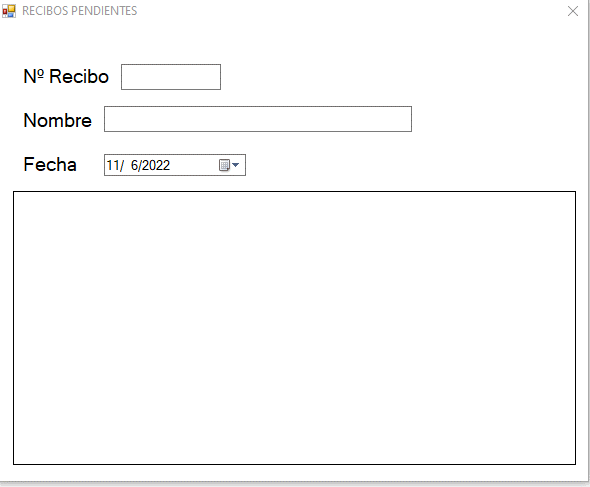 RECIBOS PENDIENTES
Nº Recibo
Nombre
Fecha 11/ 6/2022